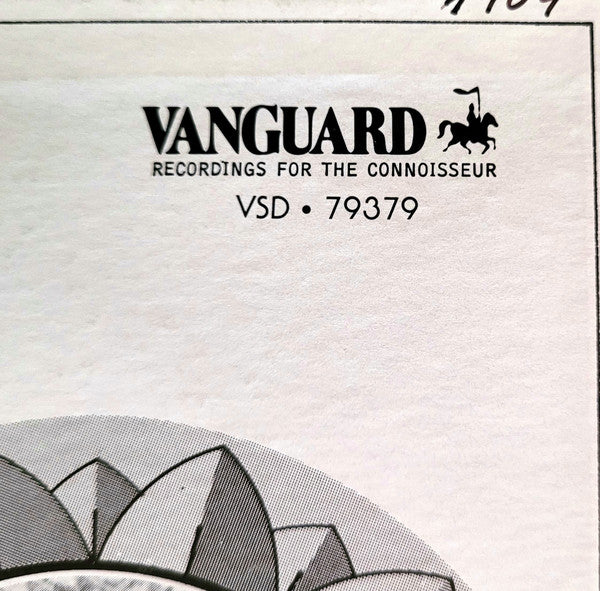 VANGUARD
RECORDINGS FOR THE CONNOISSEUR
VSD • 79379